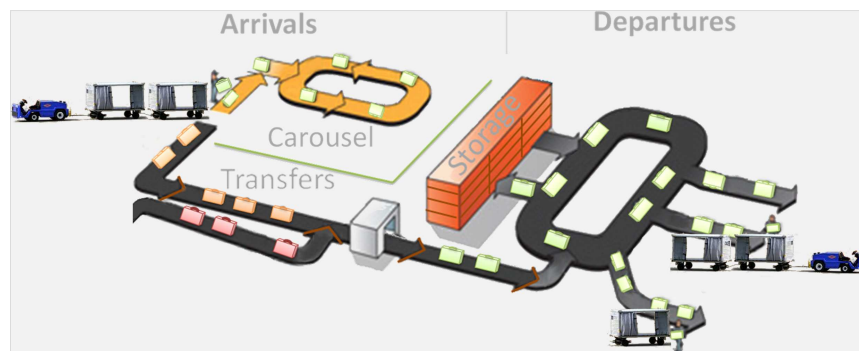 Arrivals
Departures
Carousel
Storage
Transfers